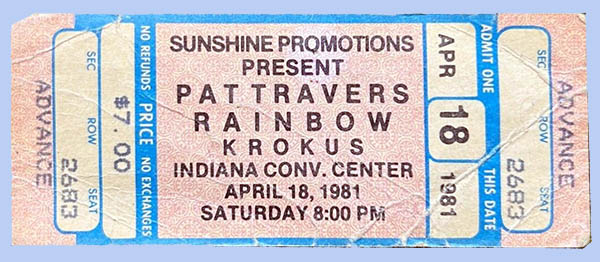 SEC ROW SEAT
ADVANCE 2683
$7.00
NO REFUNDS PRICE NO EXCHANGES
SUNSHINE PROMOTIONS
PRESENT
PAT TRAVERS
RAINBOW
KROKUS
INDIANA CONV. CENTER
APRIL 18, 1981
SATURDAY 8:00 PM
APR
18
1981
ADMIT ONE THIS DATE
SEC ROW SEAT
ADVANCE 2683